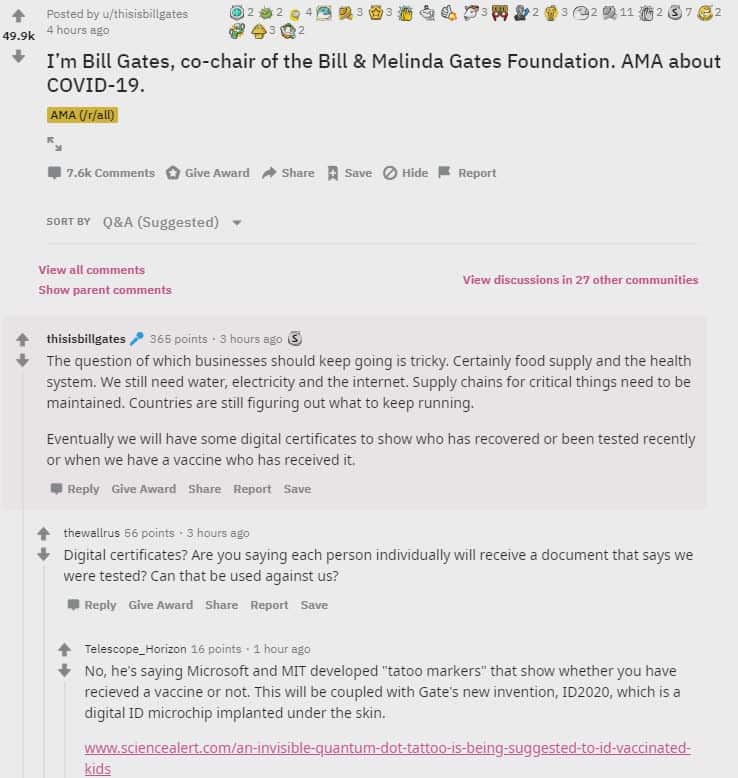 Posted by u/thisisbillgates
2 2 4 3 3 3 2 3 2 11 2 7 2
49.9k
4 hours ago
3 2
I’m Bill Gates, co-chair of the Bill & Melinda Gates Foundation. AMA about
COVID-19.
AMA (/r/all)
7.6k Comments Give Award Share Save Hide Report
SORT BY Q&A (Suggested)
View all comments
Show parent comments
View discussions in 27 other communities
thisisbillgates 365 points · 3 hours ago S
The question of which businesses should keep going is tricky. Certainly food supply and the health
system. We still need water, electricity and the internet. Supply chains for critical things need to be
maintained. Countries are still figuring out what to keep running.
Eventually we will have some digital certificates to show who has recovered or been tested recently
or when we have a vaccine who has received it.
Reply Give Award Share Report Save
thewallrus 56 points · 3 hours ago
Digital certificates? Are you saying each person individually will receive a document that says we
were tested? Can that be used against us?
Reply Give Award Share Report Save
Telescope_Horizon 16 points · 1 hour ago
No, he's saying Microsoft and MIT developed "tatoo markers" that show whether you have
recieved a vaccine or not. This will be coupled with Gate's new invention, ID2020, which is a
digital ID microchip implanted under the skin.
www.sciencealert.com/an-invisible-quantum-dot-tattoo-is-being-suggested-to-id-vaccinated-
kids